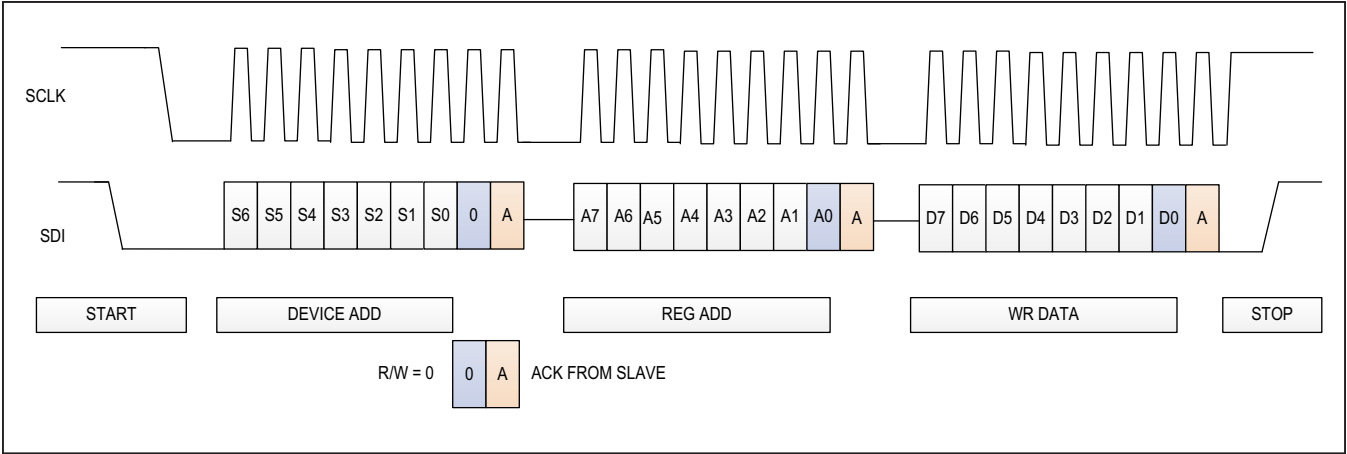 SCLK
SDI
S6 S5 S4 S3 S2 S1 S0 0 A A7 A6 A5 A4 A3 A2 A1 A0 A D7 D6 D5 D4 D3 D2 D1 D0 A
START DEVICE ADD REG ADD WR DATA STOP
R/W = 0 0 A ACK FROM SLAVE